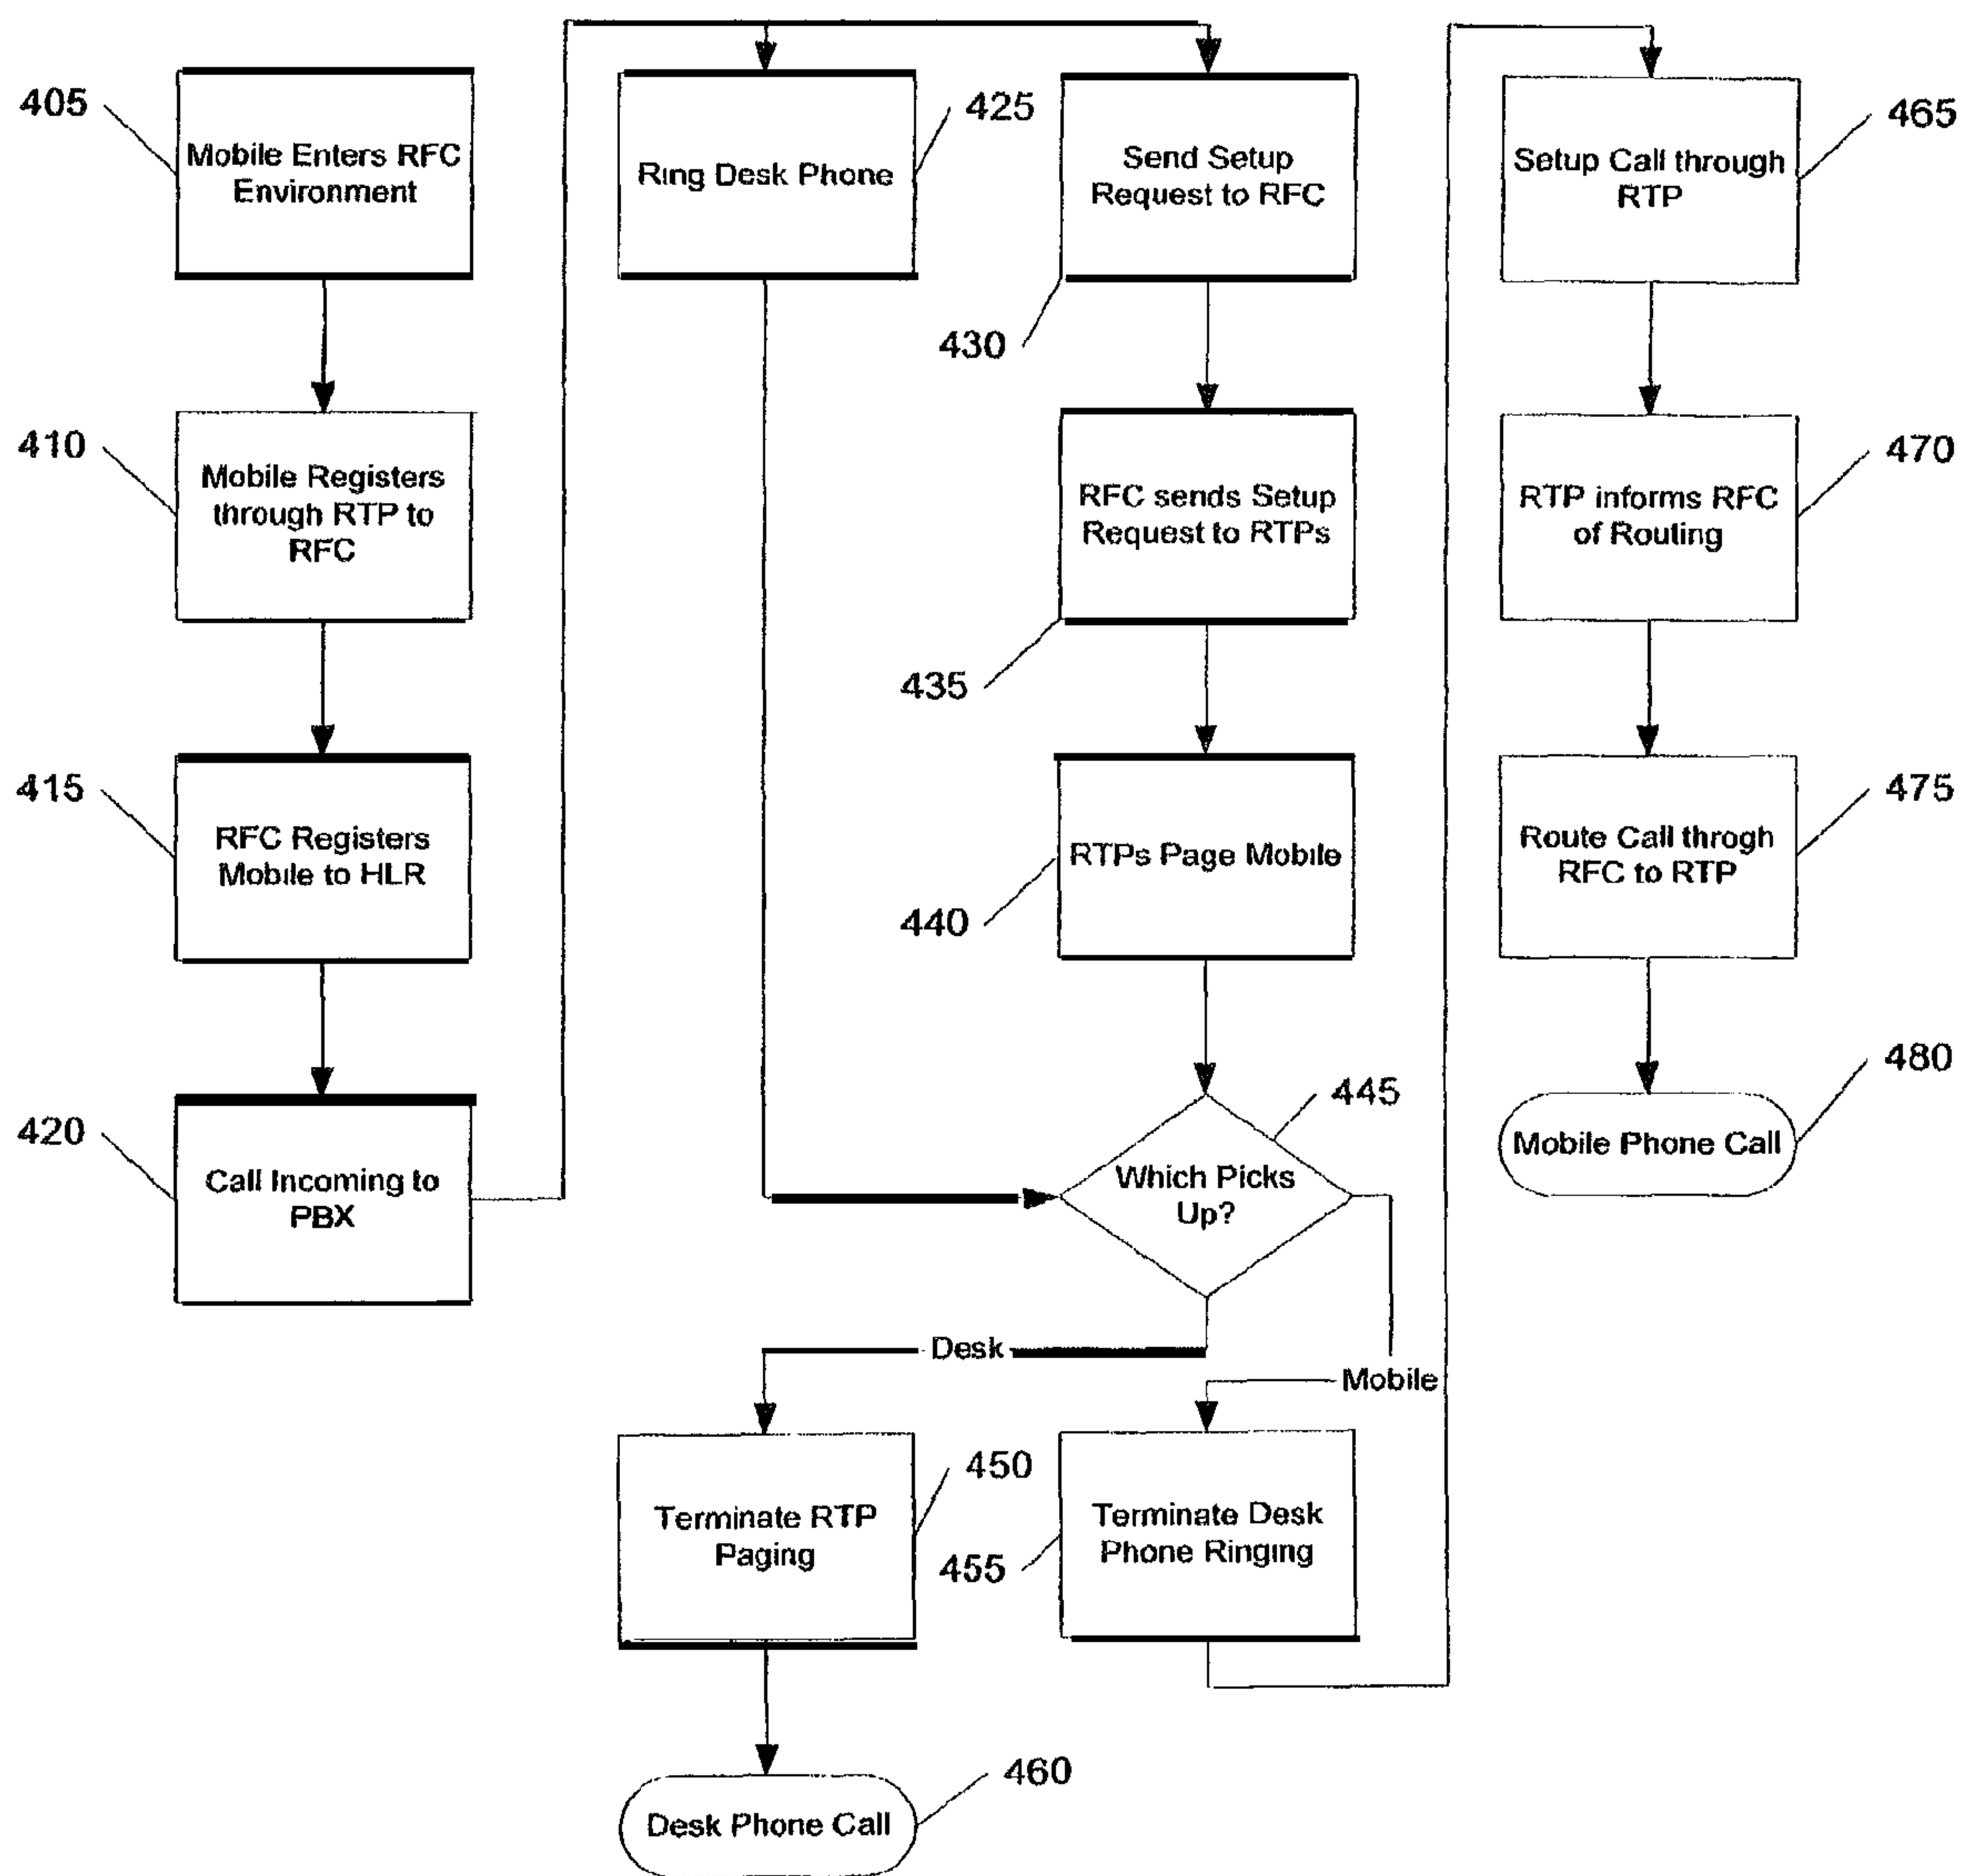 405
Mobile Enters RFC
Environment
410
Mobile Registers
through RTP to
RFC
415
RFC Registers
Mobile to HLR
420
Call Incoming to
PBX
425
Ring Desk Phone
Send Setup
Request to RFC
430
RFC sends Setup
Request to RTPs
435
RTPs Page Mobile
440
445
Which Picks
Up?
Desk
Mobile
450
Terminate RTP
Paging
455
Terminate Desk
Phone Ringing
460
Desk Phone Call
465
Setup Call through
RTP
470
RTP informs RFC
of Routing
475
Route Call throgh
RFC to RTP
480
Mobile Phone Call